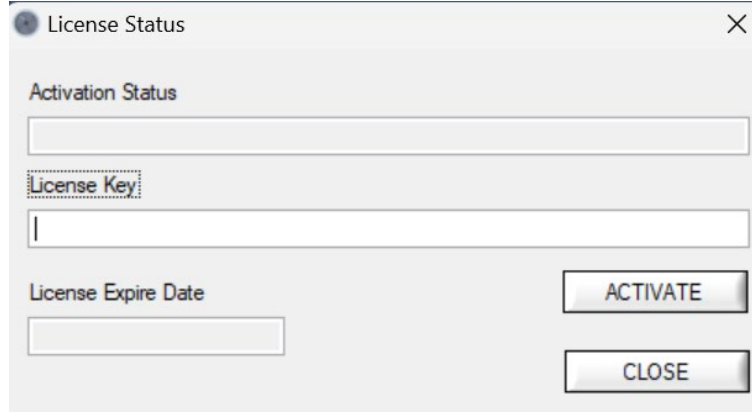 License Status
Activation Status
License Key
License Expire Date
ACTIVATE
CLOSE